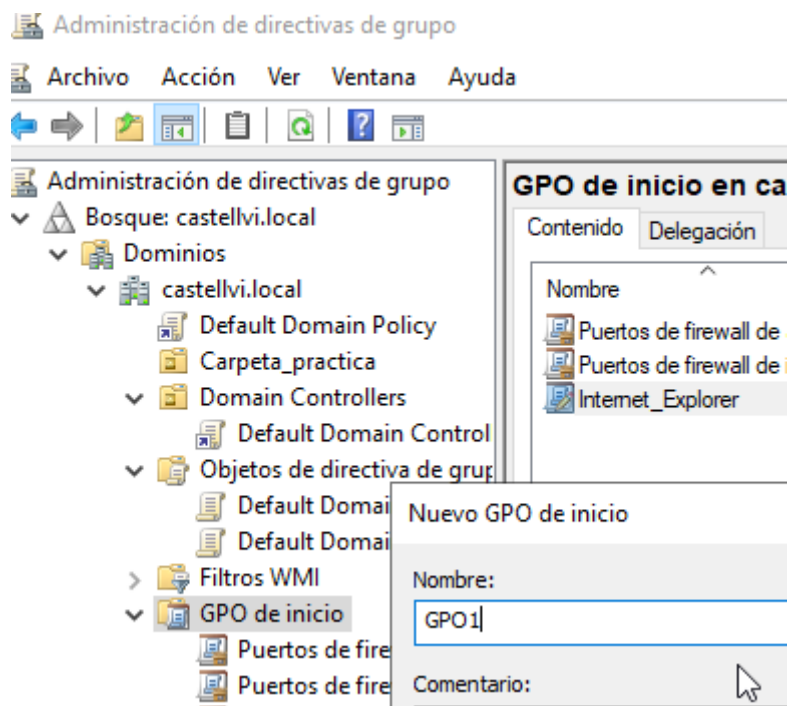 Administración de directivas de grupo
Archivo Acción Ver Ventana Ayuda
Administración de directivas de grupo
Bosque: castellvi.local
Dominios
castellvi.local
Default Domain Policy
Carpeta_practica
Domain Controllers
Default Domain Control
Objetos de directiva de grup
Default Domai
Default Domai
Filtros WMI
GPO de inicio
Puertos de fire
Puertos de fire
GPO de inicio en ca
Contenido Delegación
Nombre
Puertos de firewall de
Puertos de firewall de
Internet_Explorer
Nuevo GPO de inicio
Nombre:
GPO1
Comentario: